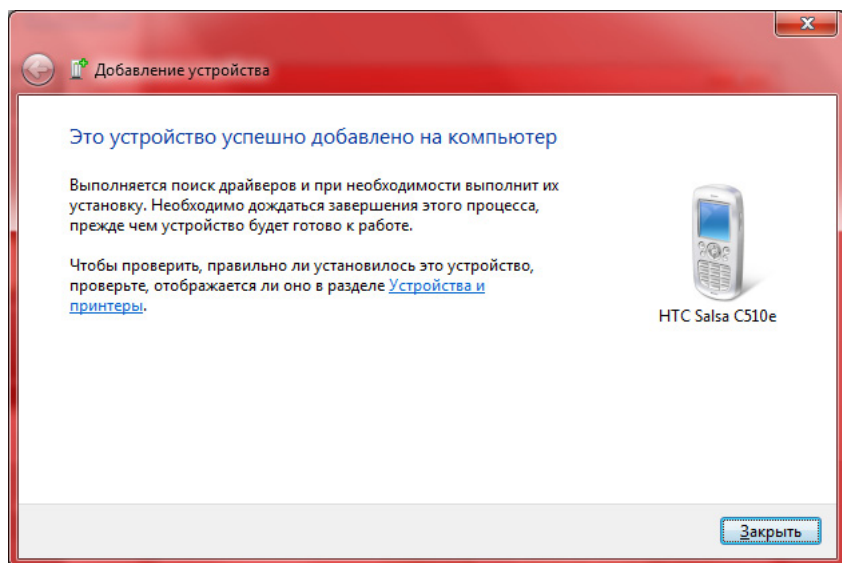 Добавление устройства
Это устройство успешно добавлено на компьютер
Выполняется поиск драйверов и при необходимости выполнит их
установку. Необходимо дождаться завершения этого процесса,
прежде чем устройство будет готово к работе.
Чтобы проверить, правильно ли установилось это устройство,
проверьте, отображается ли оно в разделе Устройства и
принтеры.
HTC Salsa C510e
Закрыть